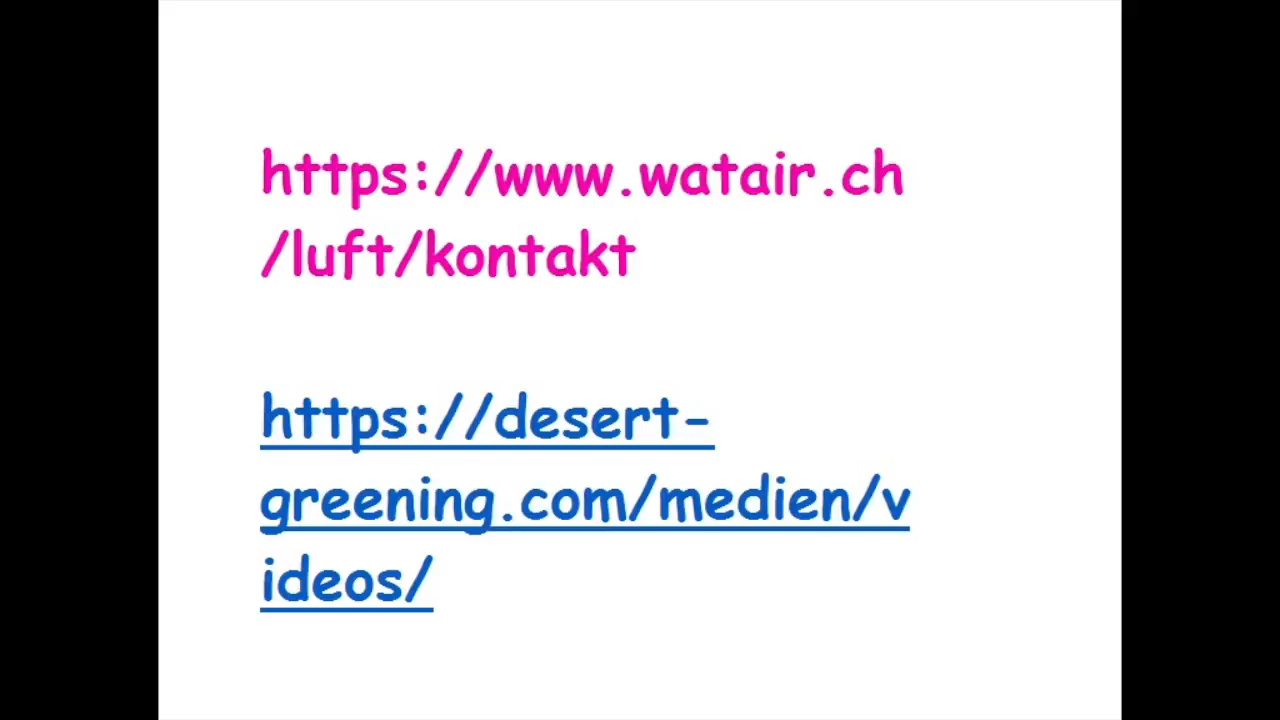 https://www.watair.ch
/luft/kontakt
https://desert-
greening.com/medien/v
ideos/